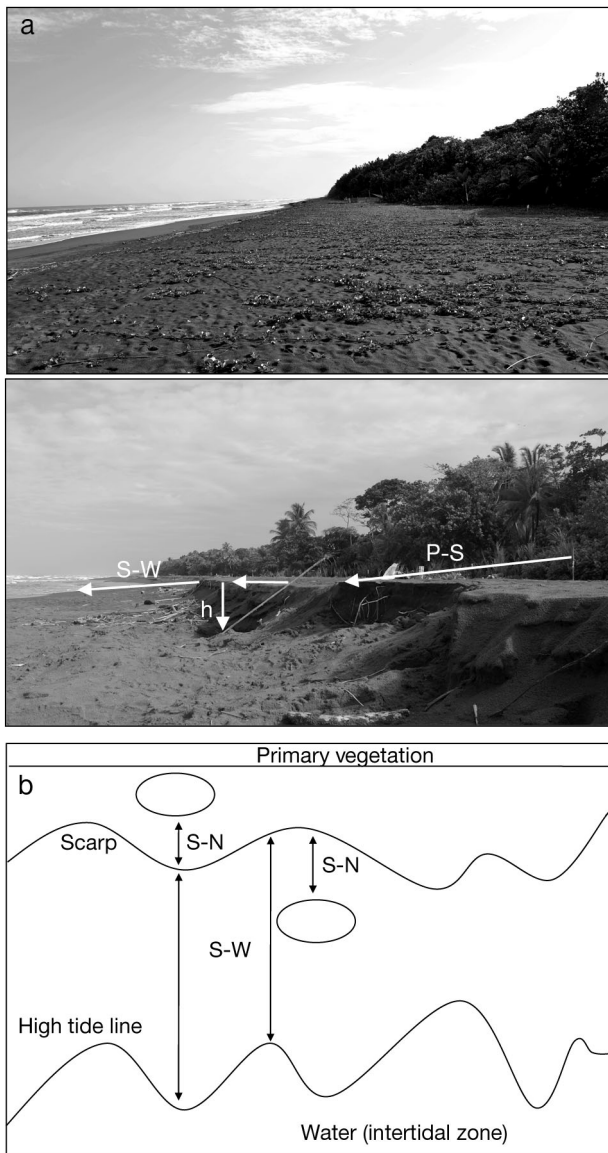 a
S-W
P-S
h
b
Primary vegetation
Scarp
S-N
S-N
S-W
High tide line
Water (intertidal zone)